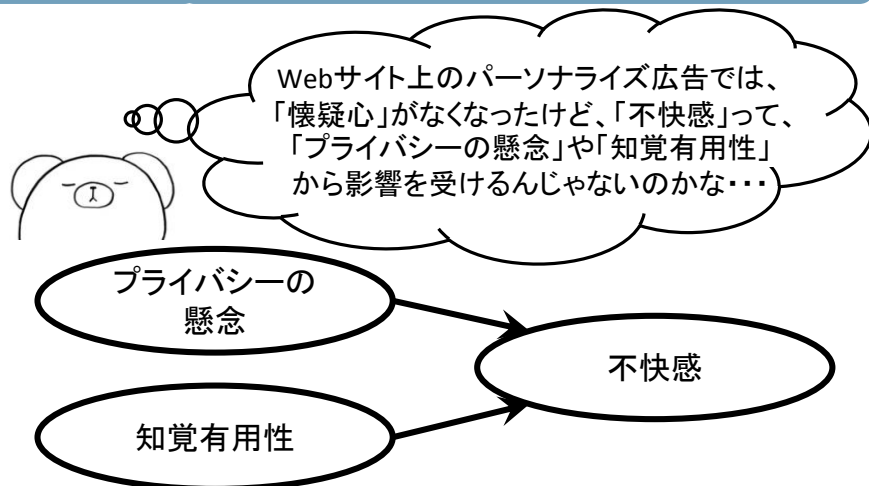 Webサイト上のパーソナライズ広告では、
「懐疑心」がなくなったけど、「不快感」って、
「プライバシーの懸念」や「知覚有用性」
から影響を受けるんじゃないのかな・・・
プライバシーの
懸念
不快感
知覚有用性